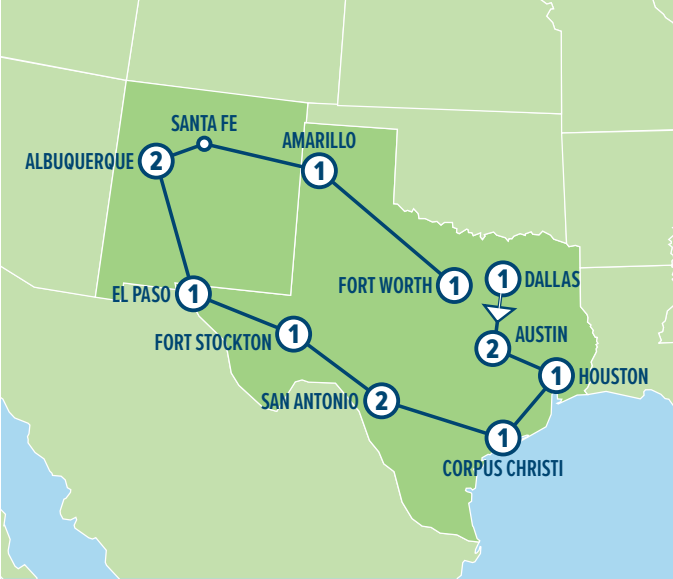 SANTA FE
AMARILLO
1
ALBUQUERQUE 2
FORT WORTH 1
1 DALLAS
EL PASO 1
FORT STOCKTON 1
AUSTIN
2
1 HOUSTON
SAN ANTONIO 2
1
CORPUS CHRISTI